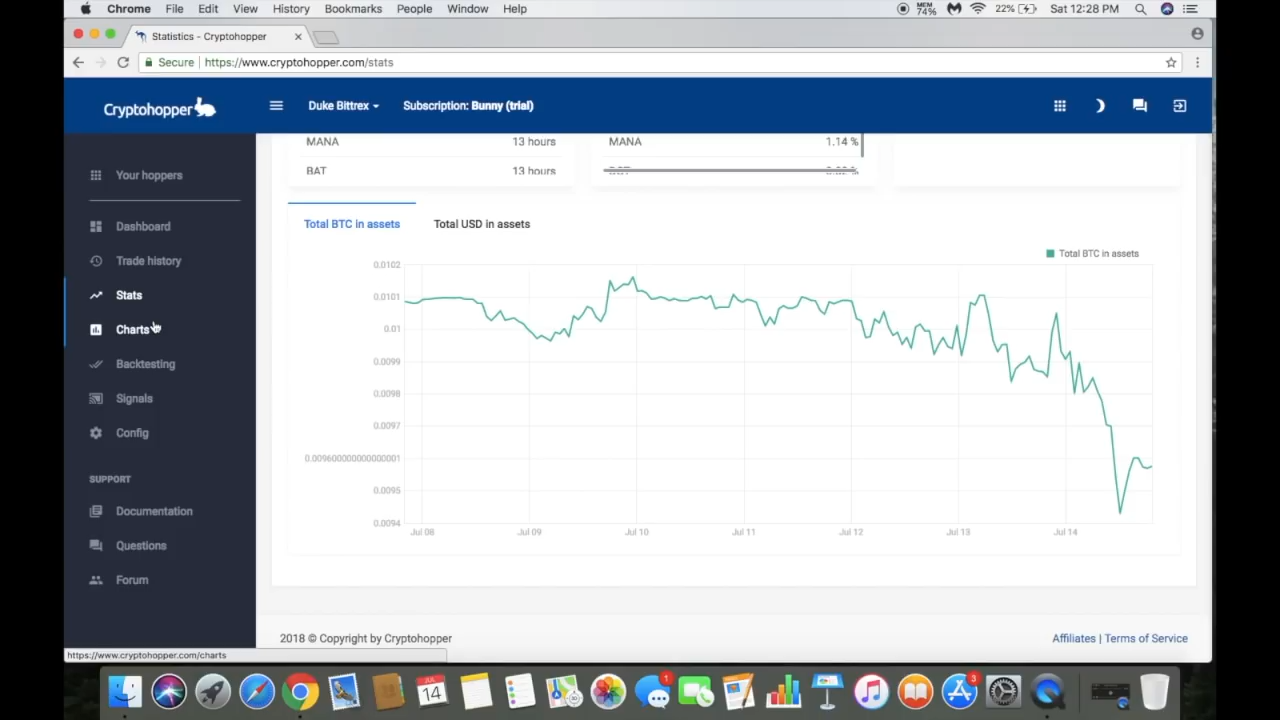 Chrome File Edit View History Bookmarks People Window Help MEM 74% 22% Sat 12:28 PM
Statistics - Cryptohopper
Secure https://www.cryptohopper.com/stats
Cryptohopper Duke Bittrex Subscription: Bunny (trial)
MANA 13 hours MANA 1.14 %
BAT 13 hours
Your hoppers
Dashboard
Trade history
Stats
Charts
Backtesting
Signals
Config
SUPPORT
Documentation
Questions
Forum
Total BTC in assets Total USD in assets
Total BTC in assets
0.0102
0.0101
0.01
0.0099
0.0098
0.0097
0.009600000000000001
0.0095
0.0094
Jul 08 Jul 09 Jul 10 Jul 11 Jul 12 Jul 13 Jul 14
2018 © Copyright by Cryptohopper Affiliates | Terms of Service
https://www.cryptohopper.com/charts
JUL 14 1 3